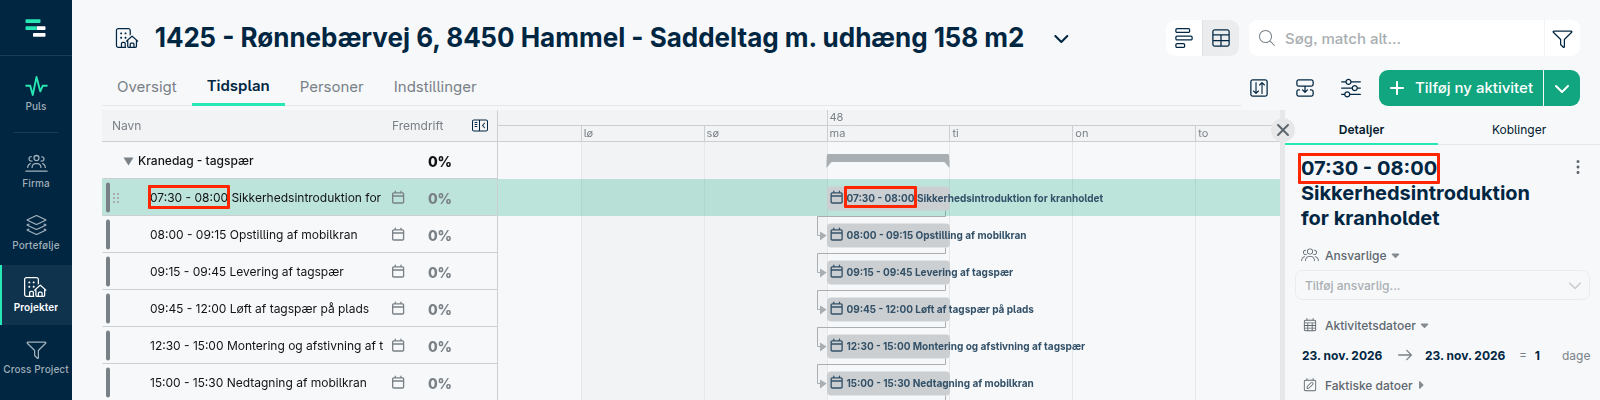 1425 - Rønnebærvej 6, 8450 Hammel - Saddeltag m. udhæng 158 m2
Søg, match alt...
Puls
Firma
Portefølje
Projekter
Cross Project
Oversigt
Tidsplan
Personer
Indstillinger
Tilføj ny aktivitet
Navn
Fremdrift
Kranedag - tagspær
0%
07:30 - 08:00 Sikkerhedsintroduktion for
0%
08:00 - 09:15 Opstilling af mobilkran
0%
09:15 - 09:45 Levering af tagspær
0%
09:45 - 12:00 Løft af tagspær på plads
0%
12:30 - 15:00 Montering og afstivning af t
0%
15:00 - 15:30 Nedtagning af mobilkran
0%
48
lø
sø
ma
ti
on
to
07:30 - 08:00 Sikkerhedsintroduktion for kranholdet
08:00 - 09:15 Opstilling af mobilkran
09:15 - 09:45 Levering af tagspær
09:45 - 12:00 Løft af tagspær på plads
12:30 - 15:00 Montering og afstivning af tagspær
15:00 - 15:30 Nedtagning af mobilkran
Detaljer
Koblinger
07:30 - 08:00
Sikkerhedsintroduktion
for kranholdet
Ansvarlige
Tilføj ansvarlig...
Aktivitetsdatoer
23. nov. 2026 → 23. nov. 2026 = 1 dage
Faktiske datoer